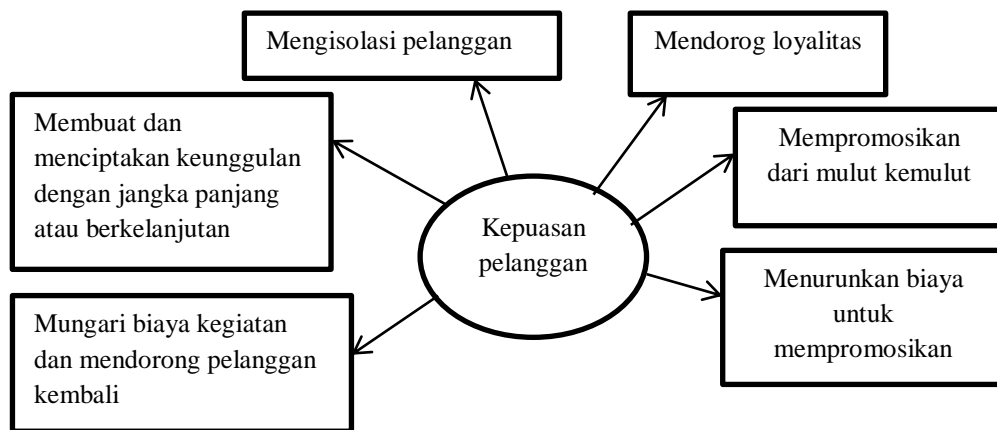 Mengisolasi pelanggan
Mendorog loyalitas
Membuat dan
menciptakan keunggulan
dengan jangka panjang
atau berkelanjutan
Mempromosikan
dari mulut kemulut
Kepuasan
pelanggan
Menurunkan biaya
untuk
mempromosikan
Mungari biaya kegiatan
dan mendorong pelanggan
kembali